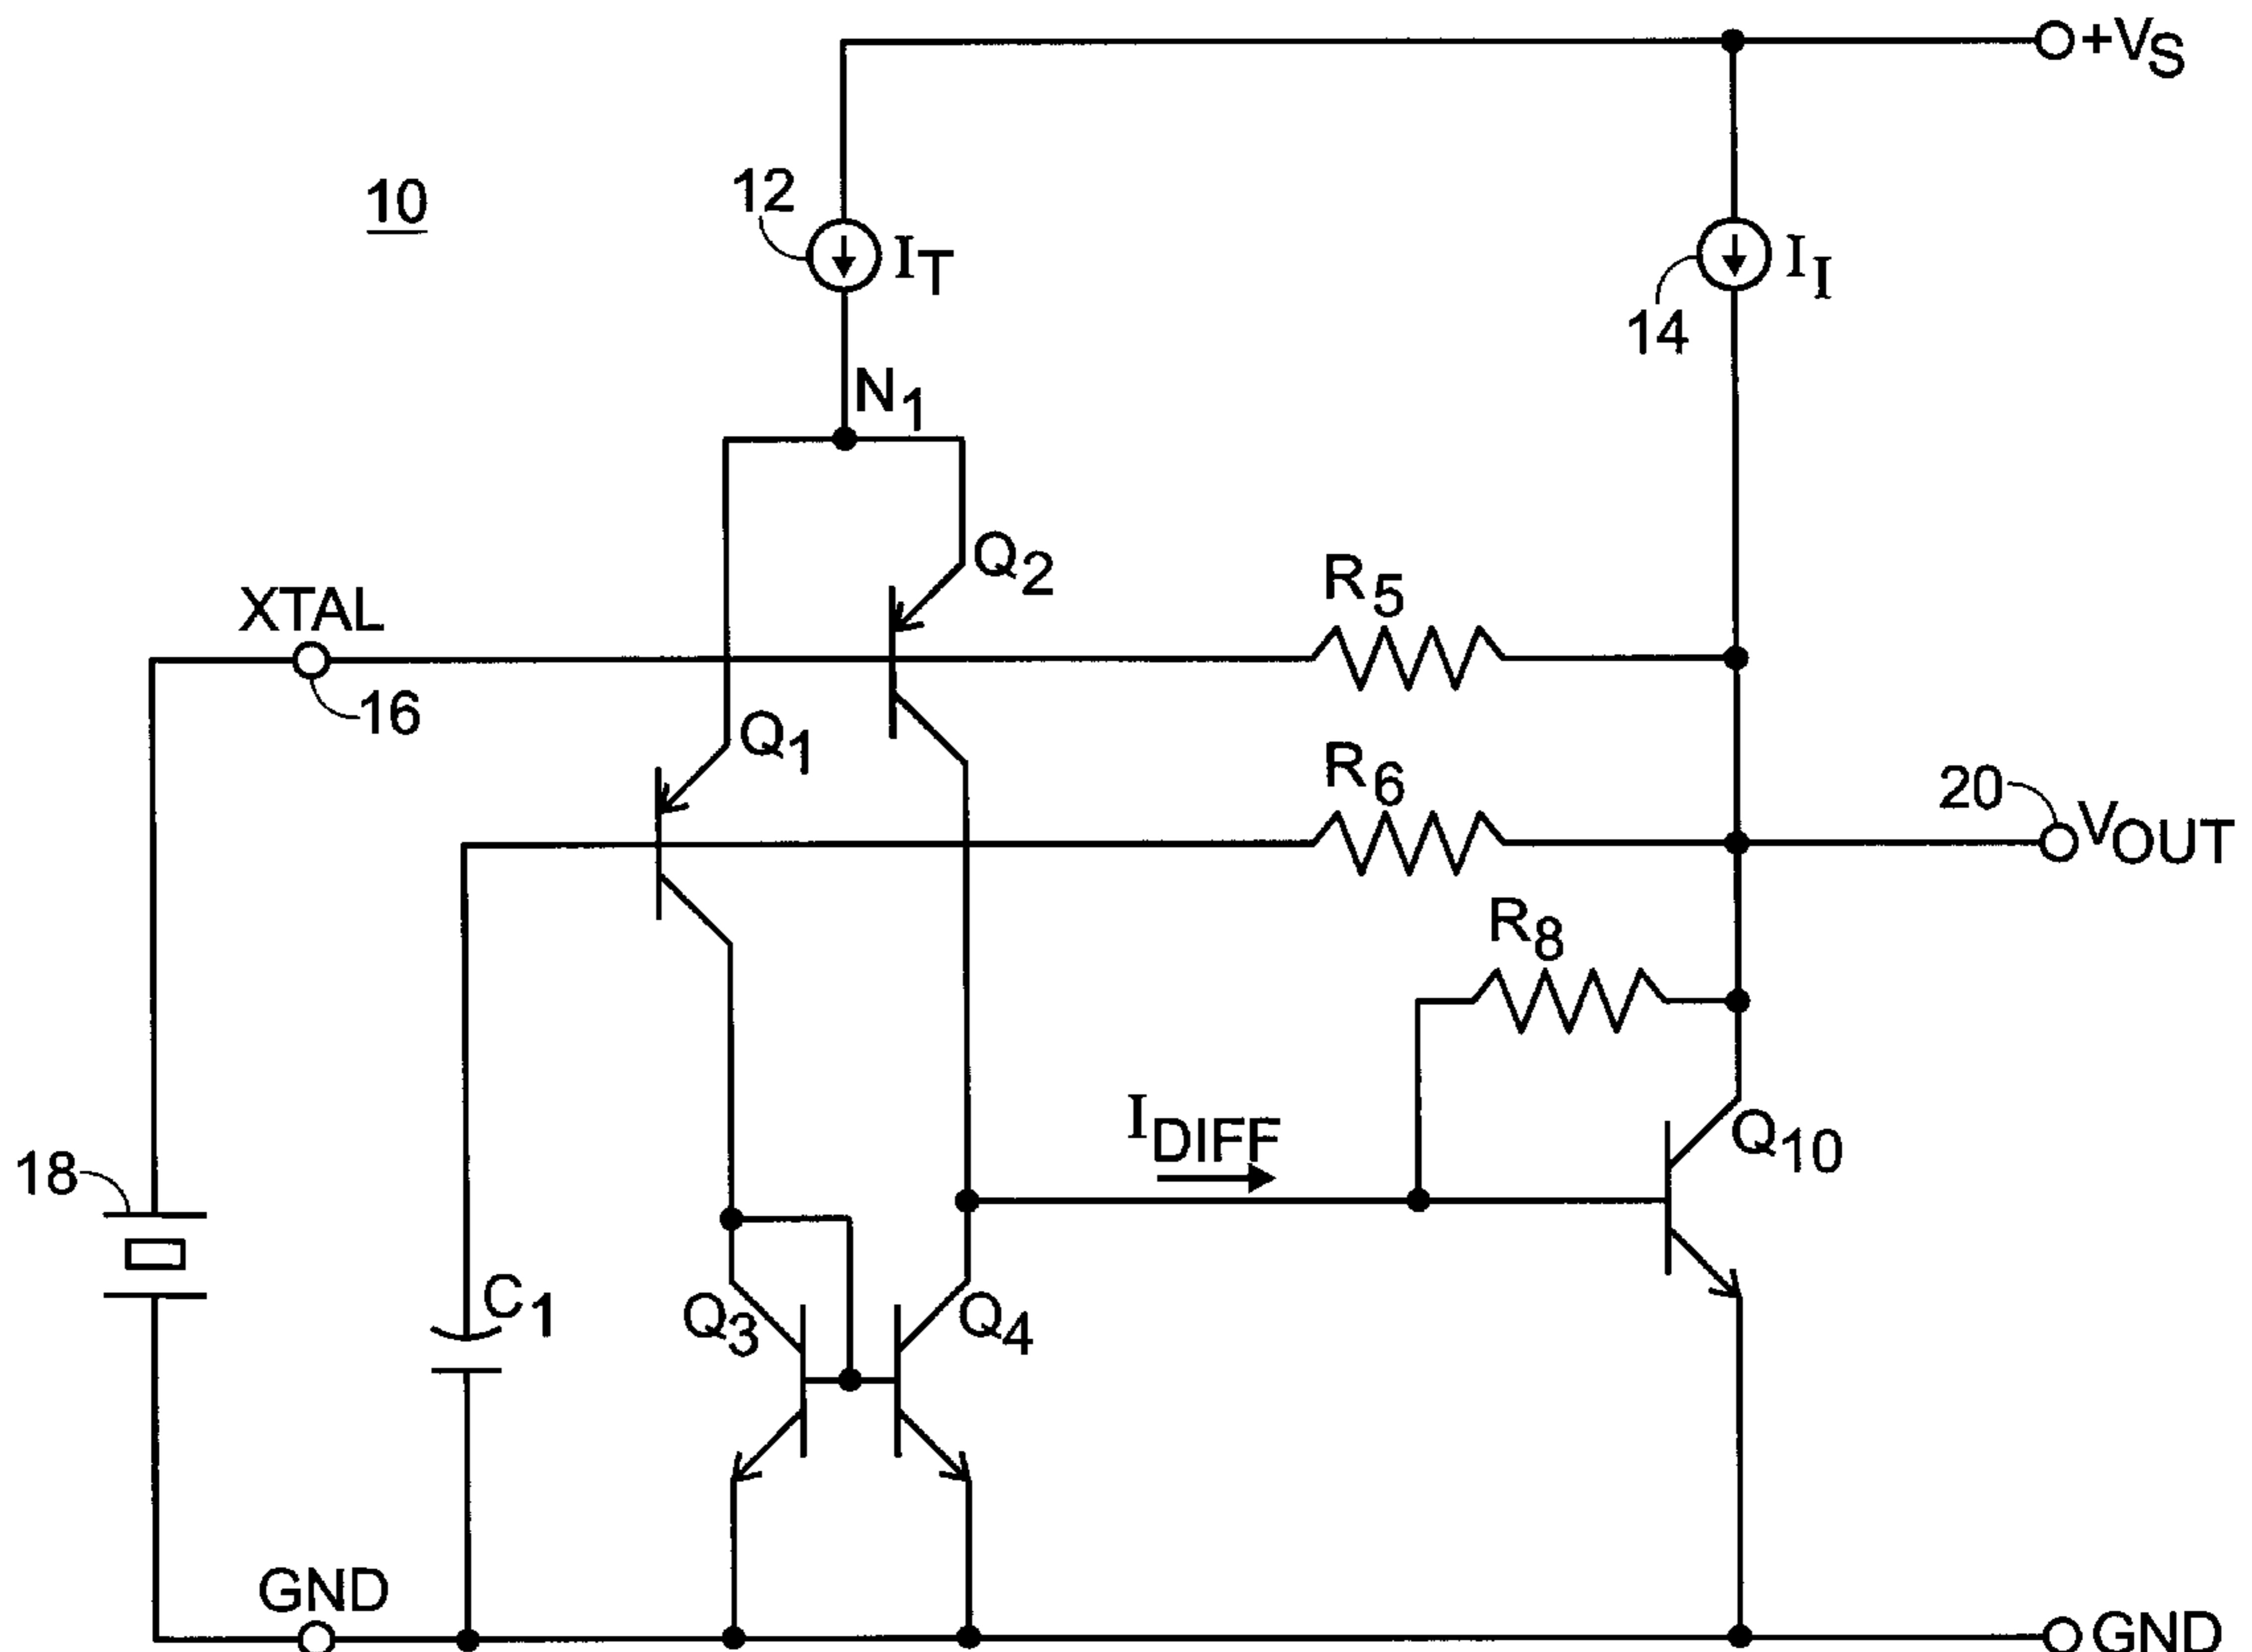 +VS
10
12
IT
II
14
N1
Q2
R5
XTAL
16
Q1
R6
20
VOUT
R8
IDIFF
Q10
18
C1
Q3
Q4
GND
GND